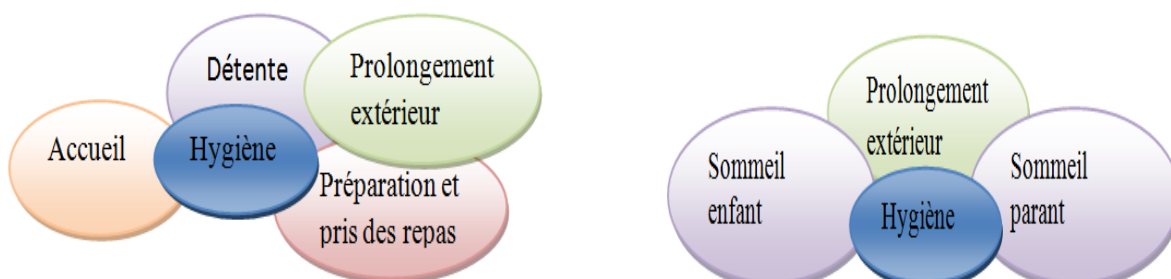 Détente
Prolongement
extérieur
Accueil
Hygiène
Préparation et
pris des repas
Prolongement
extérieur
Sommeil
enfant
Hygiène
Sommeil
parant